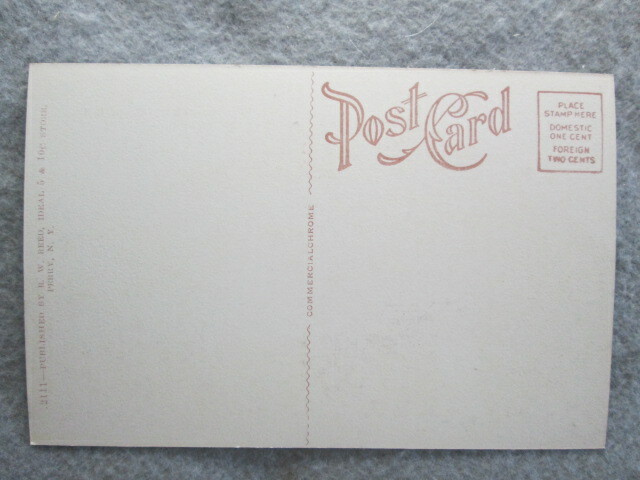 Post Card
PLACE
STAMP HERE
DOMESTIC
ONE CENT
FOREIGN
TWO CENTS
COMMERCIALCHROME
2111—PUBLISHED BY R. W. REED, IDEAL 5 & 10c STORE,
PERRY, N. Y.